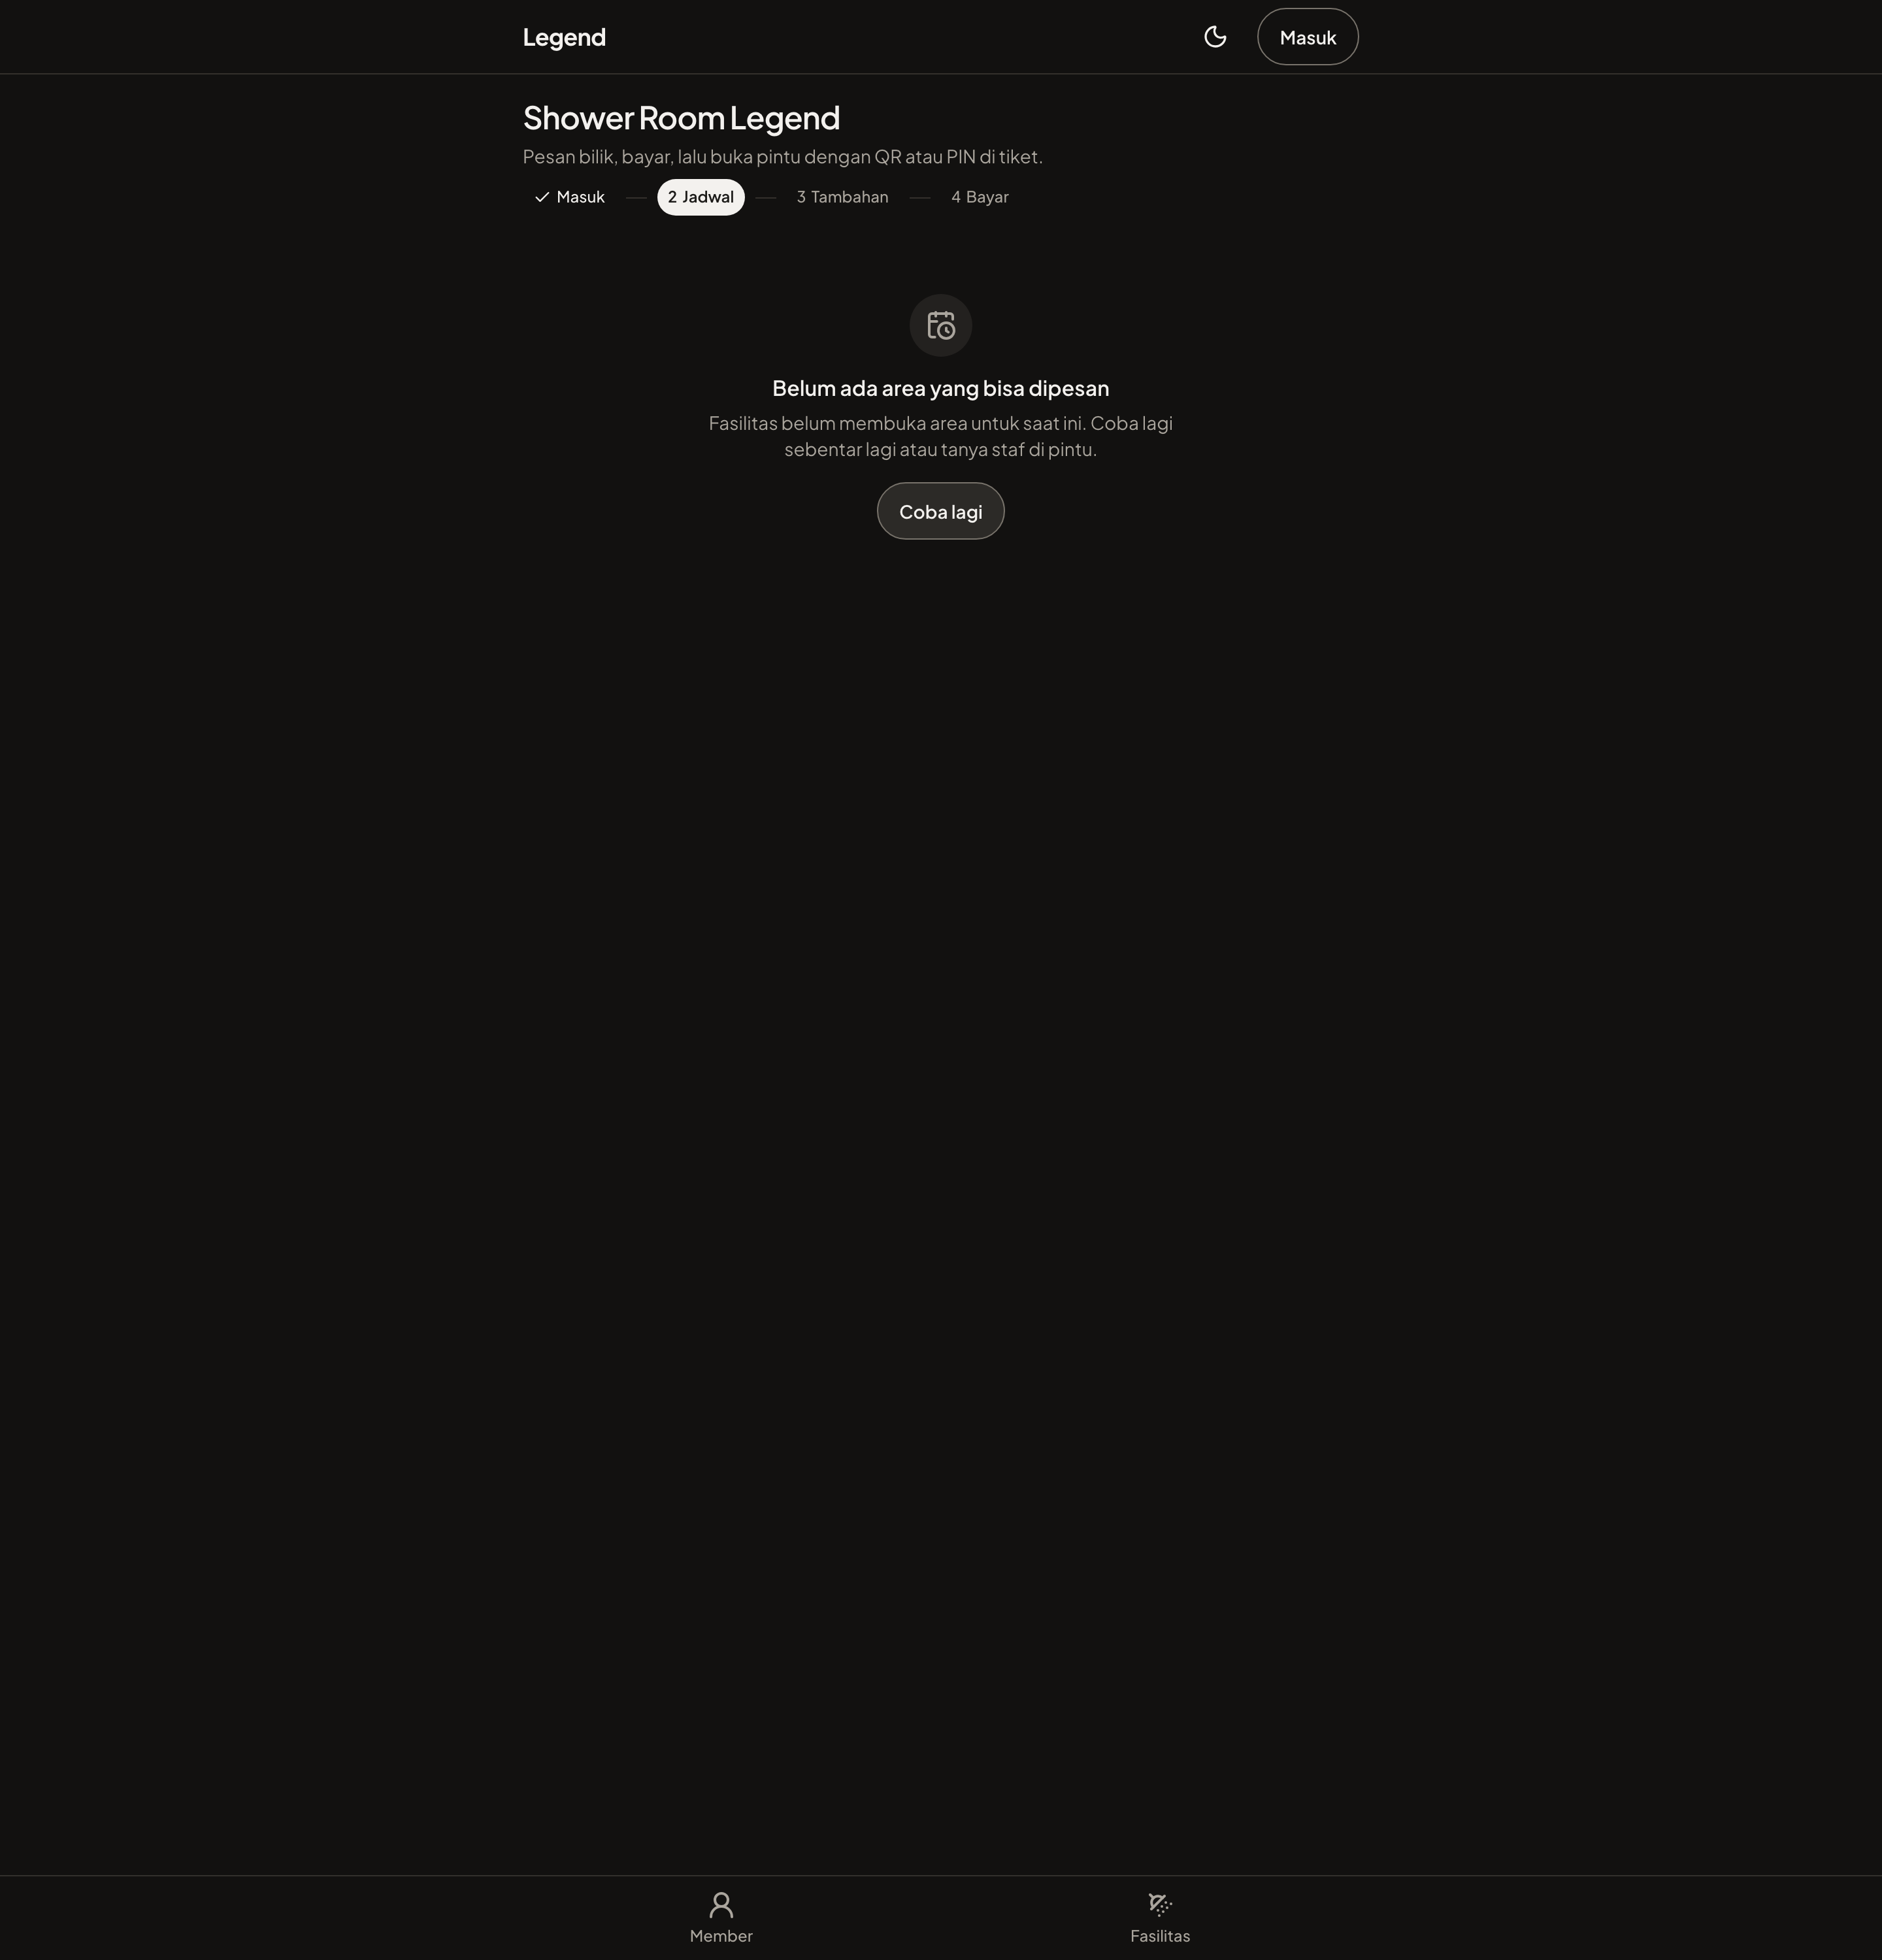 Legend
Masuk
Shower Room Legend
Pesan bilik, bayar, lalu buka pintu dengan QR atau PIN di tiket.
Masuk
2 Jadwal
3 Tambahan
4 Bayar
Belum ada area yang bisa dipesan
Fasilitas belum membuka area untuk saat ini. Coba lagi
sebentar lagi atau tanya staf di pintu.
Coba lagi
Member
Fasilitas